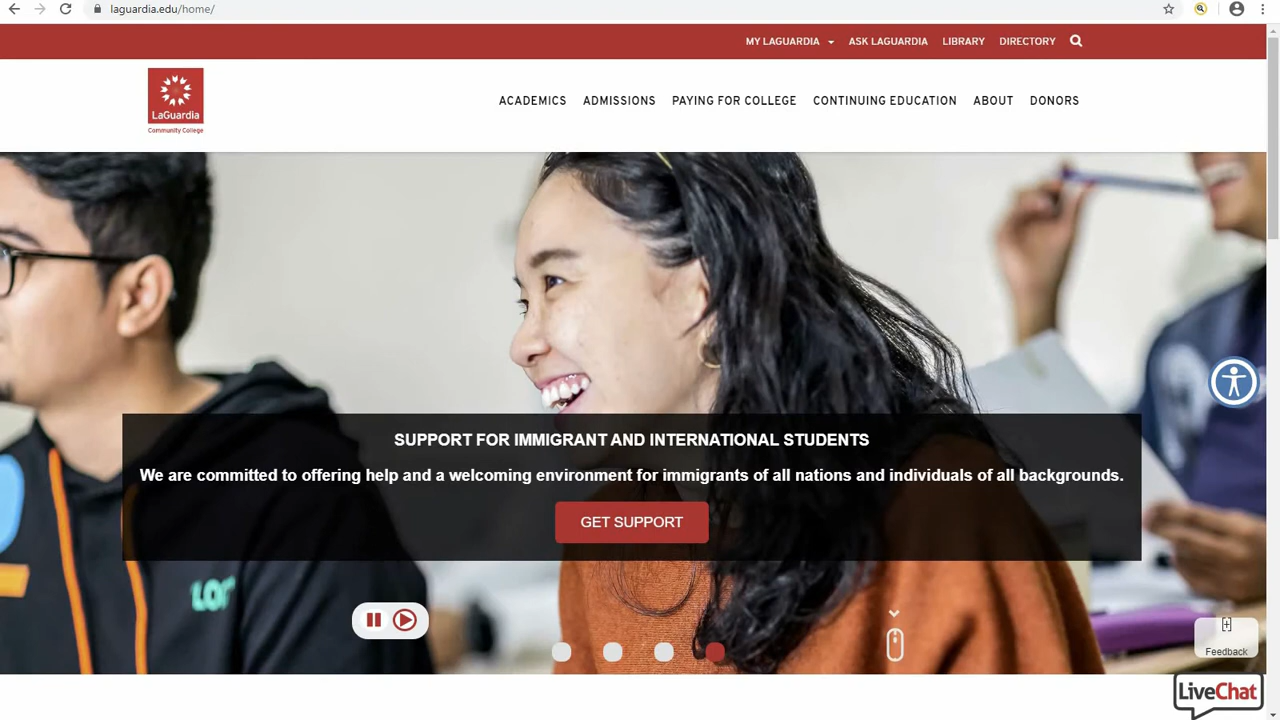 laguardia.edu/home/
MY LAGUARDIA ASK LAGUARDIA LIBRARY DIRECTORY
LaGuardia
Community College
ACADEMICS ADMISSIONS PAYING FOR COLLEGE CONTINUING EDUCATION ABOUT DONORS
SUPPORT FOR IMMIGRANT AND INTERNATIONAL STUDENTS
We are committed to offering help and a welcoming environment for immigrants of all nations and individuals of all backgrounds.
GET SUPPORT
[+]
Feedback
LiveChat